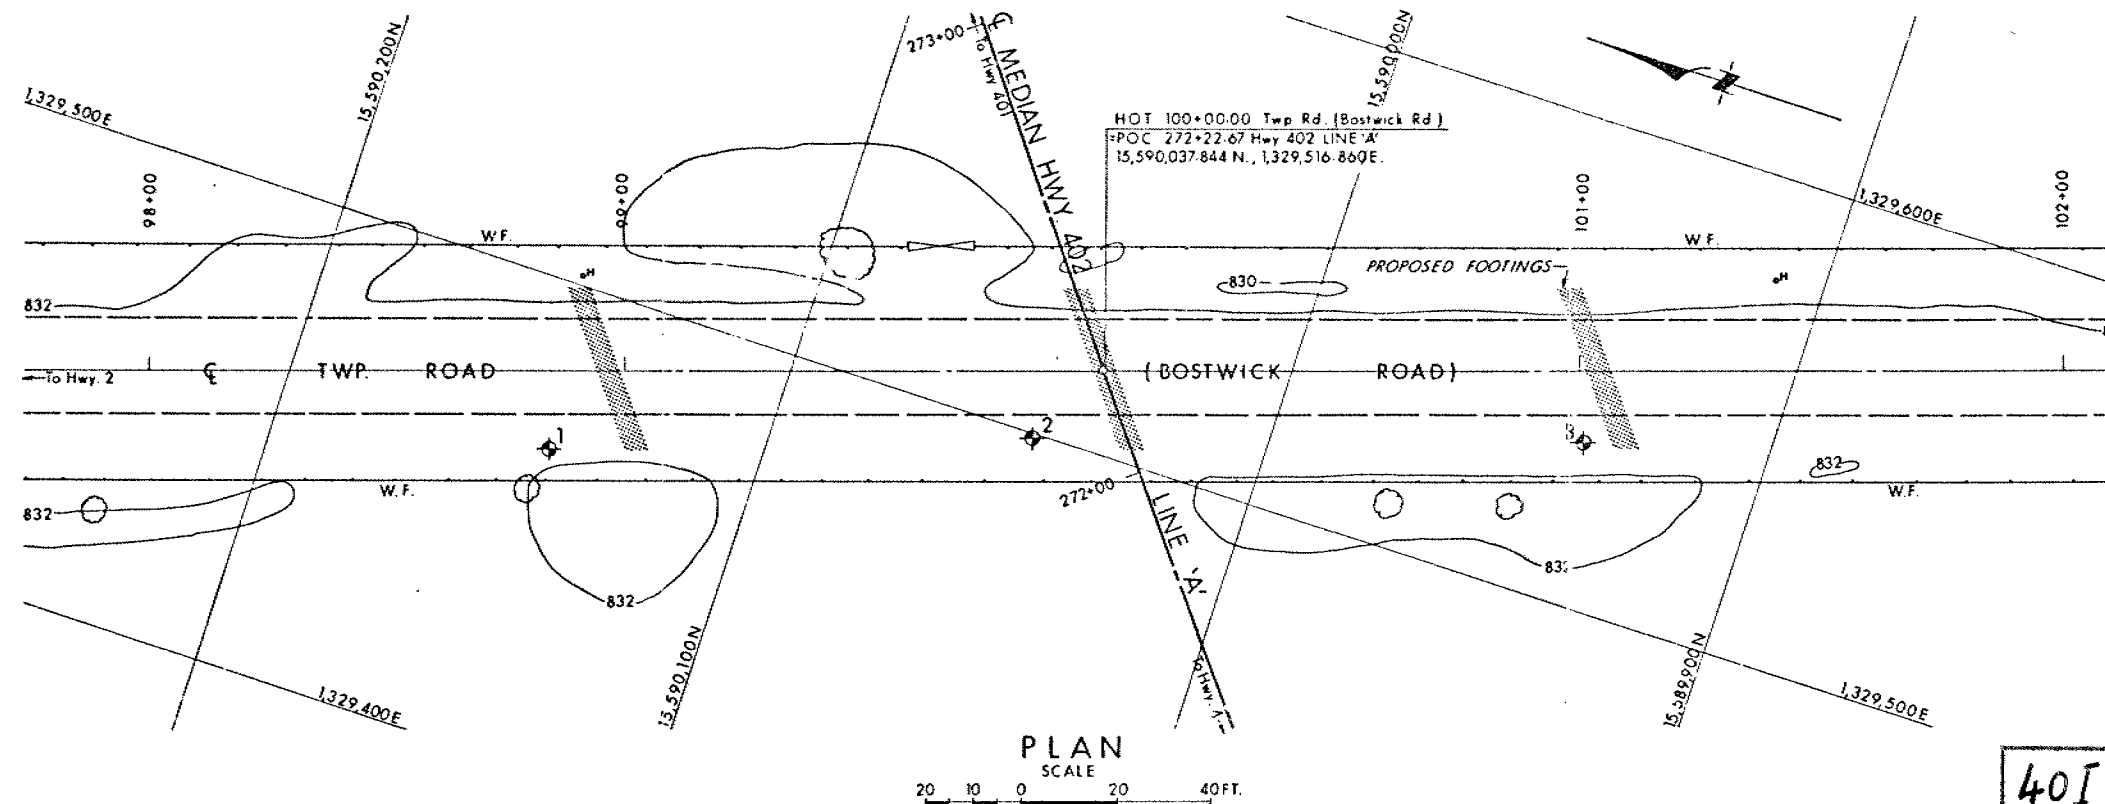 1,329,500E
15,590,200N
273+00
℄ MEDIAN HWY. 402 LINE 'A'
To Hwy 401
15,590,000N
HOT 100+00·00 Twp Rd. (Bostwick Rd)
=POC 272+22·67 Hwy 402 LINE 'A'
15,590,037·844 N., 1,329,516·860E.
98+00
99+00
101+00
102+00
1,329,600E
W.F.
W.F.
H
H
PROPOSED FOOTINGS
830
832
℄ TWP. ROAD (BOSTWICK ROAD)
To Hwy. 2
1
2
3
832
W.F.
272+00
832
W.F.
832
832
To Hwy.
1,329,400E
15,590,100N
15,589,900N
1,329,500E
PLAN
SCALE
20 10 0 20 40 FT.
40I